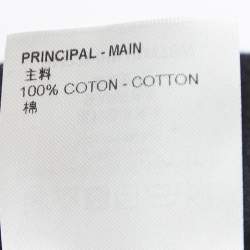 PRINCIPAL - MAIN
主料
100% COTON - COTTON
棉